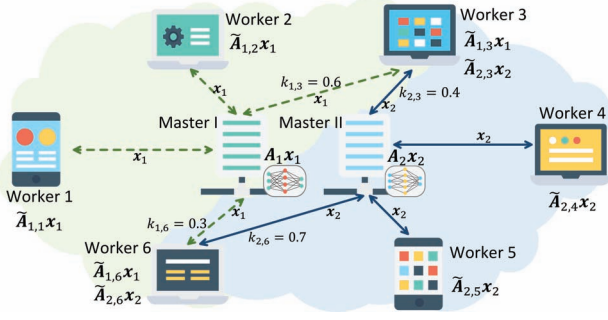 Worker 2
Ã₁,₂x₁
Worker 3
Ã₁,₃x₁
Ã₂,₃x₂
k₁,₃ = 0.6
x₁
x₁
x₂
k₂,₃ = 0.4
Master I
Master II
Worker 4
x₁
x₂
A₁x₁
A₂x₂
Worker 1
Ã₁,₁x₁
Ã₂,₄x₂
k₁,₆ = 0.3
x₁
x₂
x₂
Worker 6
k₂,₆ = 0.7
Worker 5
Ã₁,₆x₁
Ã₂,₆x₂
Ã₂,₅x₂